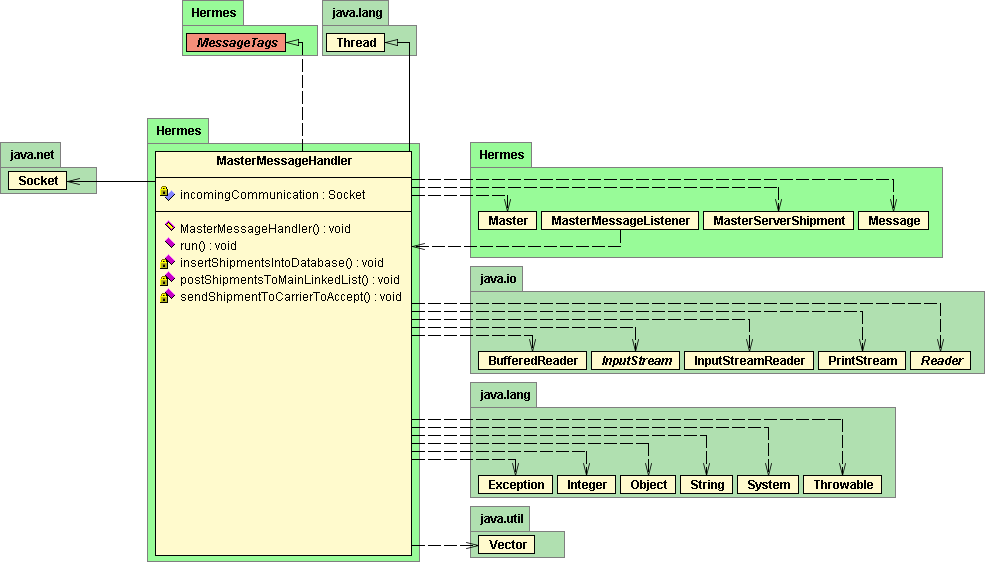 Hermes
MessageTags
java.lang
Thread
java.net
Socket
Hermes
MasterMessageHandler
incomingCommunication : Socket
MasterMessageHandler() : void
run() : void
insertShipmentsIntoDatabase() : void
postShipmentsToMainLinkedList() : void
sendShipmentToCarrierToAccept() : void
Hermes
Master
MasterMessageListener
MasterServerShipment
Message
java.io
BufferedReader
InputStream
InputStreamReader
PrintStream
Reader
java.lang
Exception
Integer
Object
String
System
Throwable
java.util
Vector